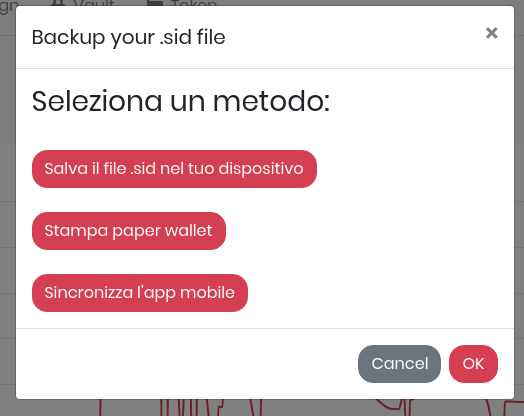 Vault
Token
Backup your .sid file
×
Seleziona un metodo:
Salva il file .sid nel tuo dispositivo
Stampa paper wallet
Sincronizza l'app mobile
Cancel
OK